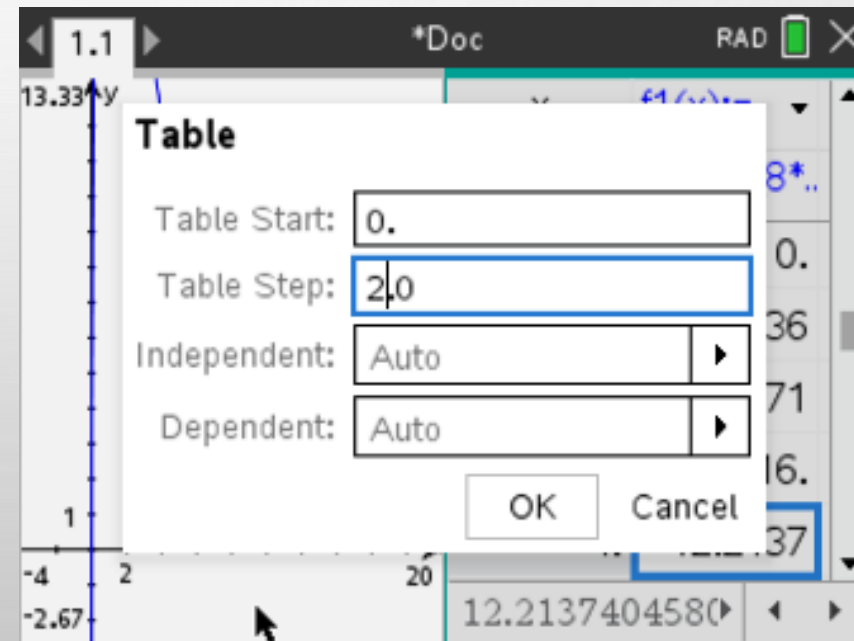 1.1 *Doc RAD
13.33 y
Table
Table Start: 0.
Table Step: 2.0
Independent: Auto
Dependent: Auto
OK Cancel
8*..
0.
36
71
16.
37
1
-4 2 20
-2.67
12.2137404580